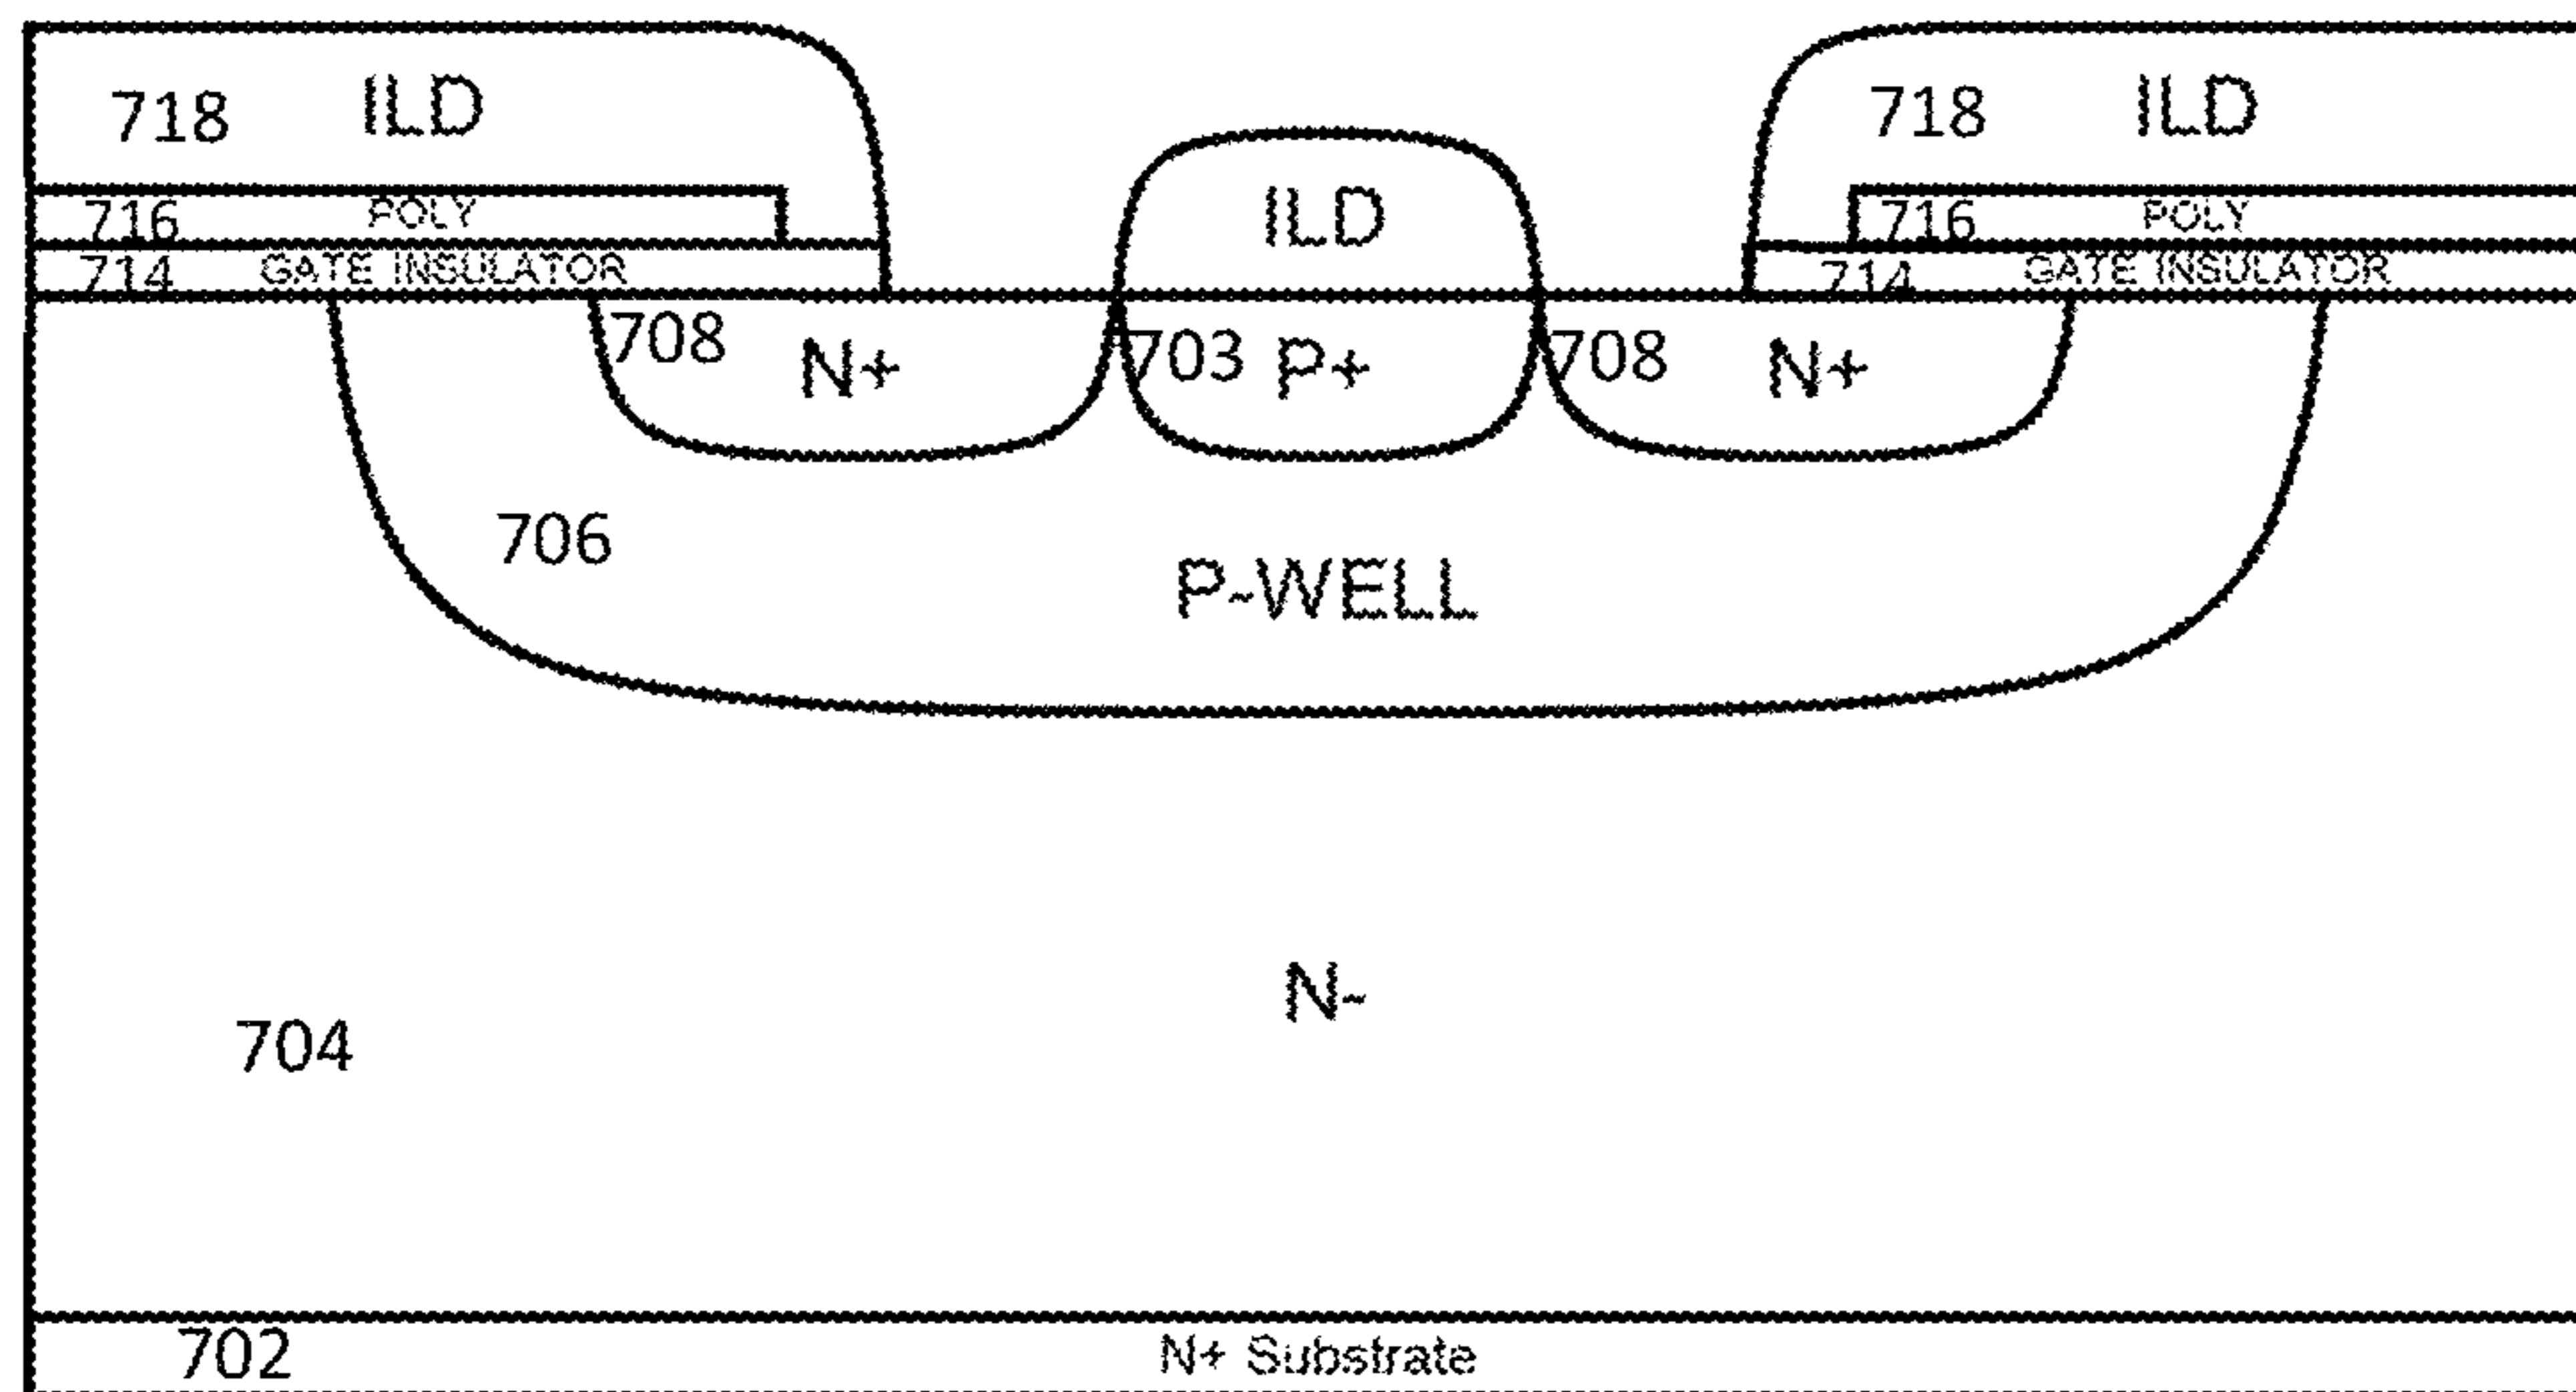 718 ILD 718 ILD
ILD
716 POLY 716 POLY
714 GATE INSULATOR 714 GATE INSULATOR
708 N+ 703 P+ 708 N+
706
P-WELL
N-
704
702 N+ Substrate